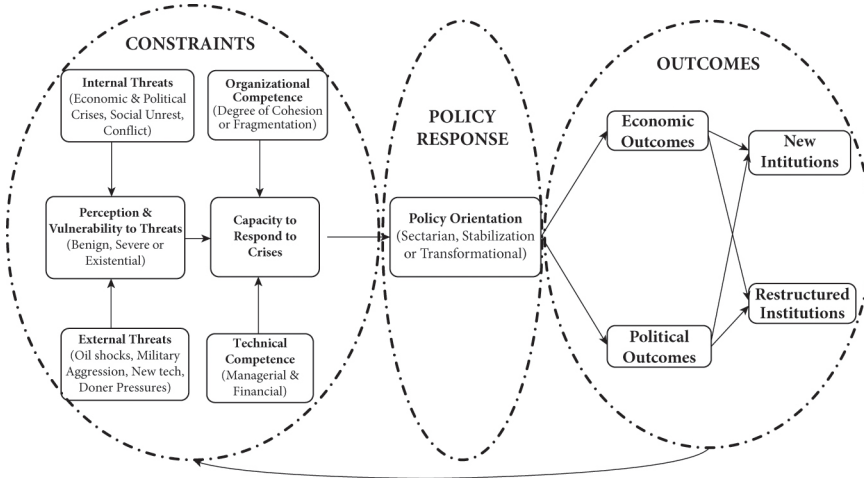 CONSTRAINTS
Internal Threats
(Economic & Political
Crises, Social Unrest,
Conflict)
Organizational
Competence
(Degree of Cohesion
or Fragmentation)
Perception &
Vulnerability to Threats
(Benign, Severe or
Existential)
Capacity to
Respond to
Crises
External Threats
(Oil shocks, Military
Aggression, New tech,
Doner Pressures)
Technical
Competence
(Managerial &
Financial)
POLICY
RESPONSE
Policy Orientation
(Sectarian, Stabilization
or Transformational)
OUTCOMES
Economic
Outcomes
New
Intitutions
Restructured
Institutions
Political
Outcomes